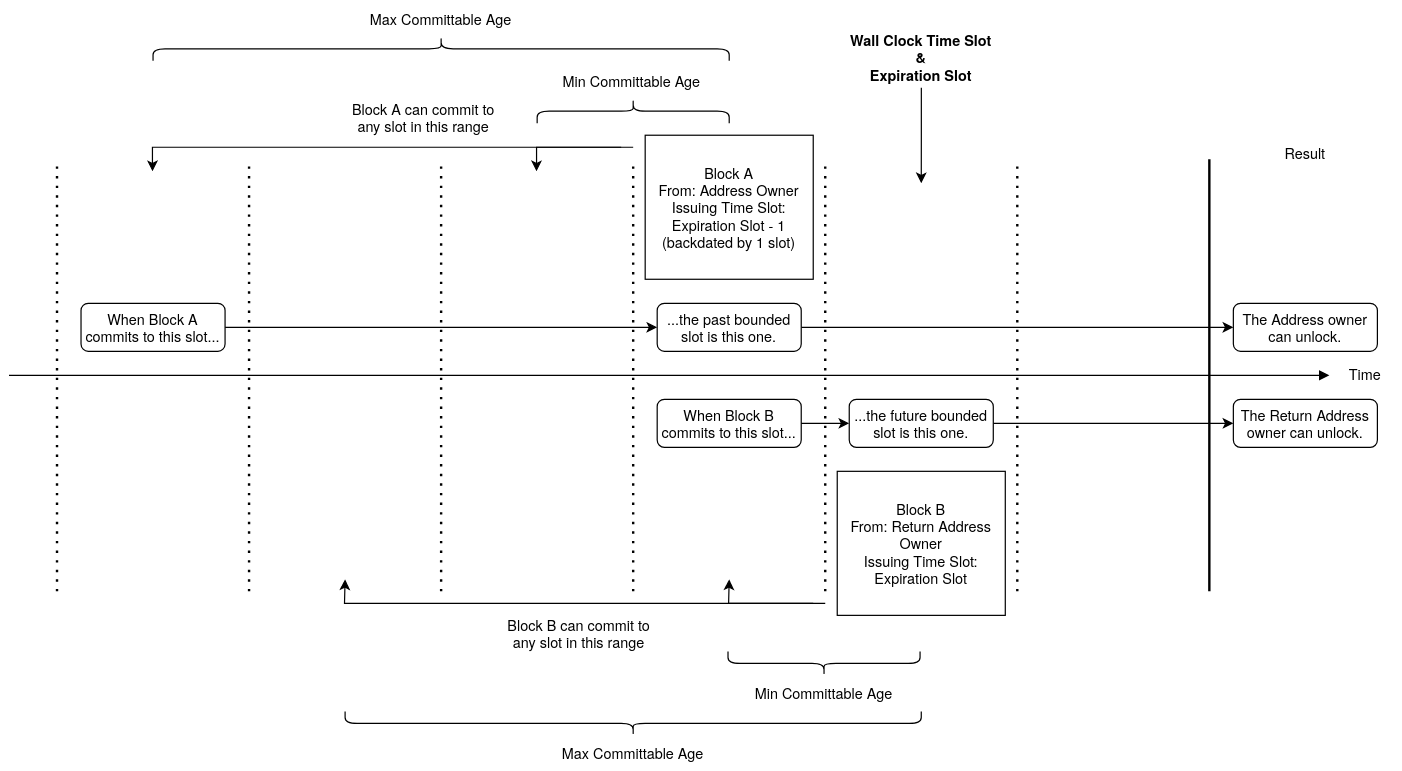 Max Committable Age
Wall Clock Time Slot
&
Expiration Slot
Min Committable Age
Block A can commit to
any slot in this range
Result
Block A
From: Address Owner
Issuing Time Slot:
Expiration Slot - 1
(backdated by 1 slot)
When Block A
commits to this slot...
...the past bounded
slot is this one.
The Address owner
can unlock.
Time
When Block B
commits to this slot...
...the future bounded
slot is this one.
The Return Address
owner can unlock.
Block B
From: Return Address
Owner
Issuing Time Slot:
Expiration Slot
Block B can commit to
any slot in this range
Min Committable Age
Max Committable Age